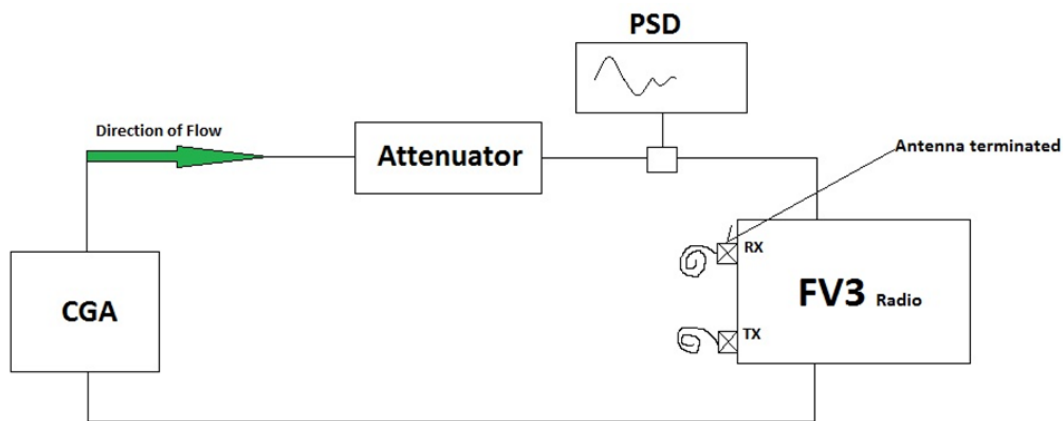 PSD
Direction of Flow
Attenuator
Antenna terminated
RX
CGA
FV3 Radio
TX